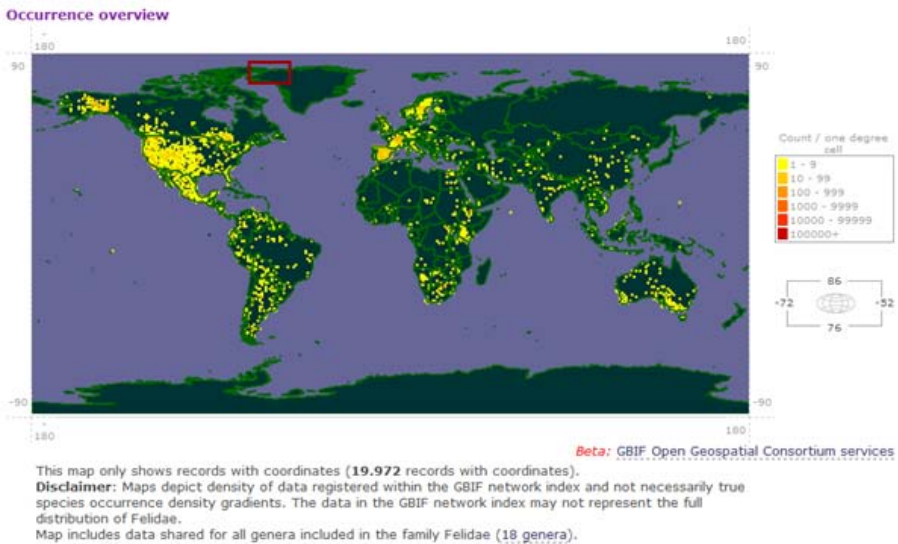 Occurrence overview
180
180
90
90
Count / one degree
cell
1 - 9
10 - 99
100 - 999
1000 - 9999
10000 - 99999
100000+
86
-72
-52
76
-90
-90
180
180
Beta: GBIF Open Geospatial Consortium services
This map only shows records with coordinates (19.972 records with coordinates).
Disclaimer: Maps depict density of data registered within the GBIF network index and not necessarily true
species occurrence density gradients. The data in the GBIF network index may not represent the full
distribution of Felidae.
Map includes data shared for all genera included in the family Felidae (18 genera).